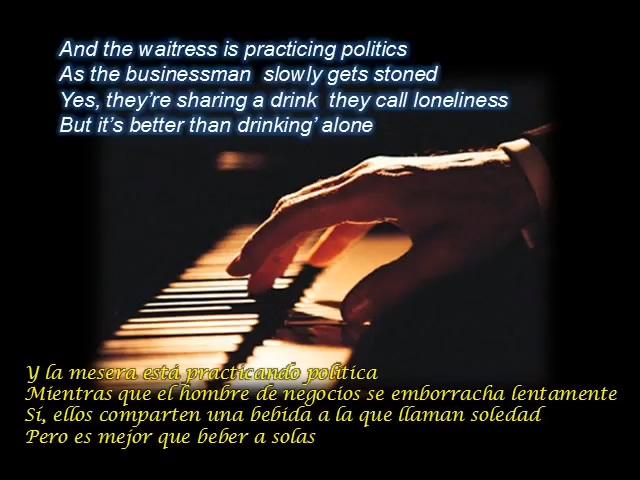 And the waitress is practicing politics
As the businessman  slowly gets stoned
Yes, they’re sharing a drink  they call loneliness
But it’s better than drinking’ alone
Y la mesera está practicando política
Mientras que el hombre de negocios se emborracha lentamente
Sí, ellos comparten una bebida a la que llaman soledad
Pero es mejor que beber a solas